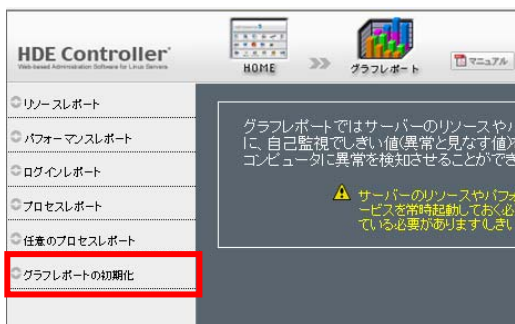 HDE Controller
Web-based Administration Software for Linux Servers
HOME
グラフレポート
マニュアル
リソースレポート
パフォーマンスレポート
ログインレポート
プロセスレポート
任意のプロセスレポート
グラフレポートの初期化
グラフレポートではサーバーのリソースやパ
に、自己監視でしきい値(異常と見なす値)
コンピュータに異常を検知させることができ
サーバーのリソースやパフォ
ービスを常時起動しておく必
ている必要があります(しきい